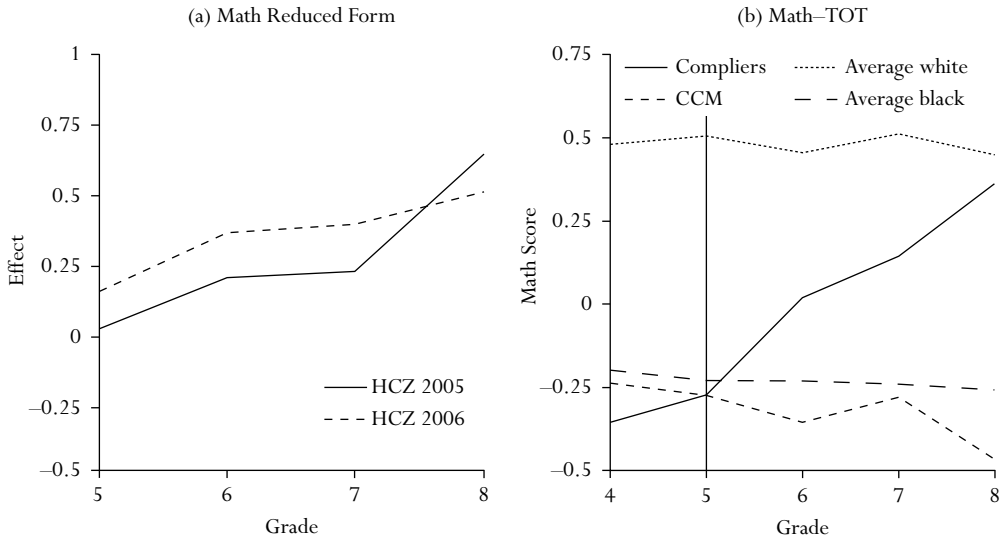 (a) Math Reduced Form
1
0.75
0.5
0.25
0
–0.25
–0.5
Effect
HCZ 2005
HCZ 2006
5 6 7 8
Grade
(b) Math–TOT
0.75
0.5
0.25
0
–0.25
–0.5
Math Score
Compliers
Average white
CCM
Average black
4 5 6 7 8
Grade